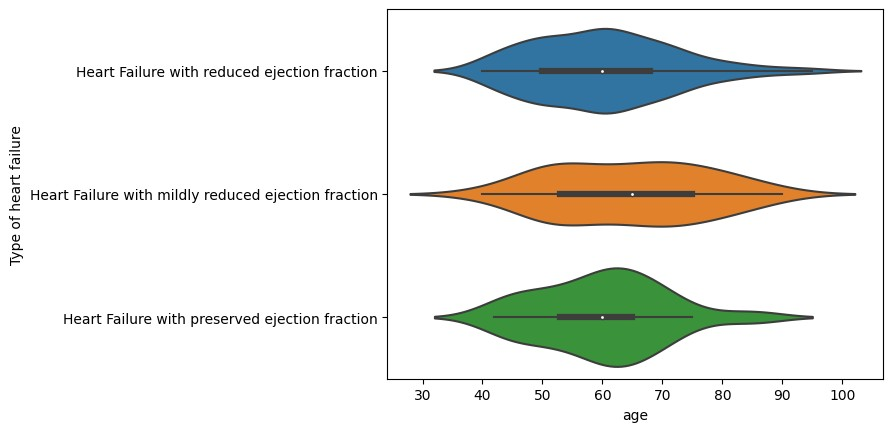 Type of heart failure
Heart Failure with reduced ejection fraction
Heart Failure with mildly reduced ejection fraction
Heart Failure with preserved ejection fraction
30 40 50 60 70 80 90 100
age